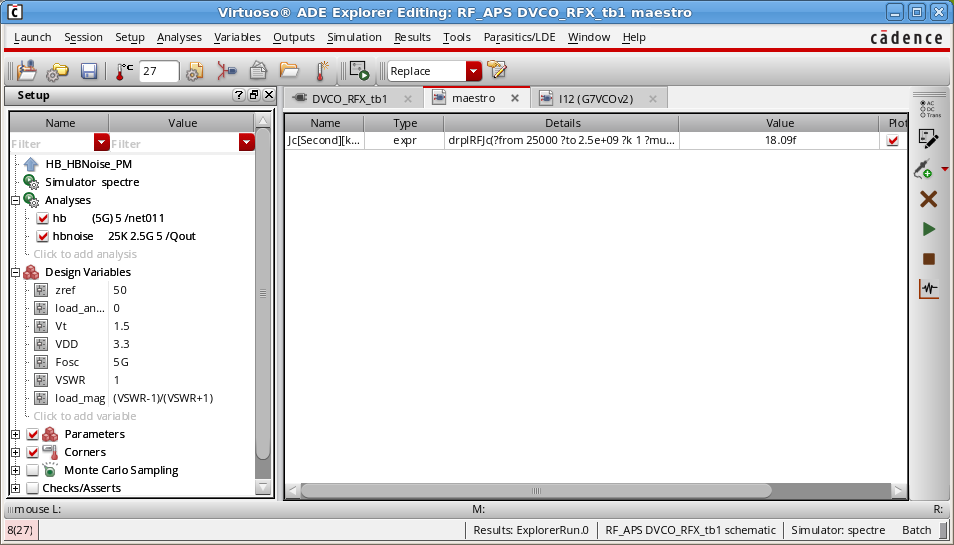 Virtuoso® ADE Explorer Editing: RF_APS DVCO_RFX_tb1 maestro
Launch Session Setup Analyses Variables Outputs Simulation Results Tools Parasitics/LDE Window Help
cādence
°C 27 Replace
Setup
DVCO_RFX_tb1 maestro I12 (G7VCOv2)
Name Value
Filter Filter
HB_HBNoise_PM
Simulator spectre
Analyses
hb (5G) 5 /net011
hbnoise 25K 2.5G 5 /Qout
Click to add analysis
Design Variables
zref 50
load_an... 0
Vt 1.5
VDD 3.3
Fosc 5G
VSWR 1
load_mag (VSWR-1)/(VSWR+1)
Click to add variable
Parameters
Corners
Monte Carlo Sampling
Checks/Asserts
Name Type Details Value Plot
Jc[Second][k... expr drplRFJc(?from 25000 ?to 2.5e+09 ?k 1 ?mu... 18.09f
AC
DC
Trans
mouse L: M: R:
8(27) Results: ExplorerRun.0 RF_APS DVCO_RFX_tb1 schematic Simulator: spectre Batch